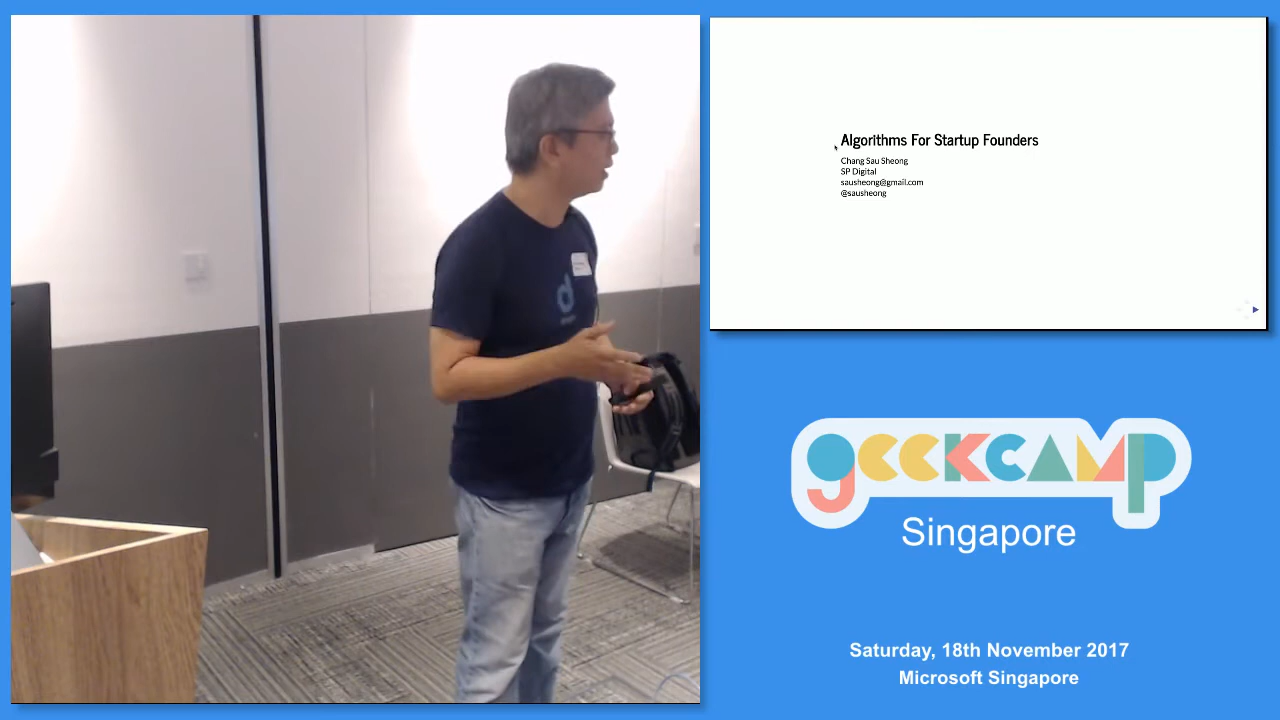 Algorithms For Startup Founders
Chang Sau Sheong
SP Digital
sausheong@gmail.com
@sausheong
geekcamp
Singapore
Saturday, 18th November 2017
Microsoft Singapore